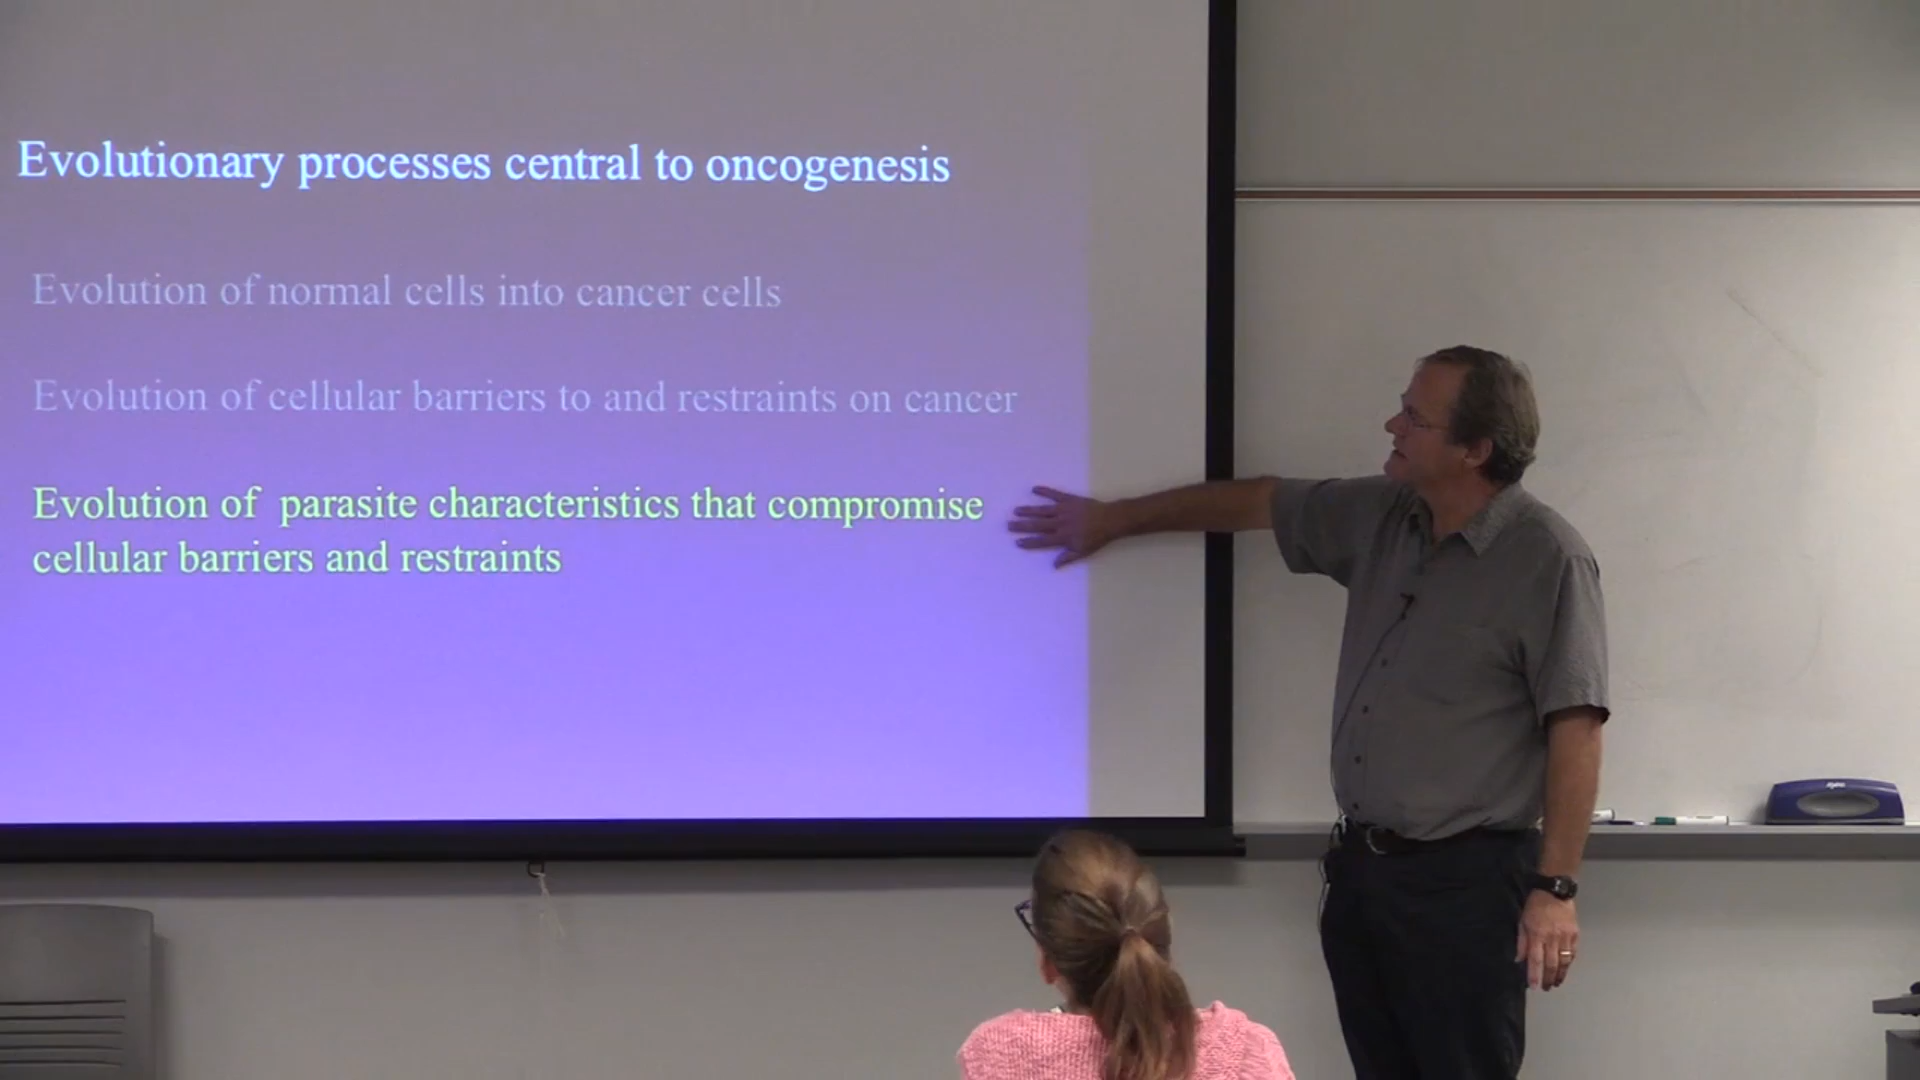 Evolutionary processes central to oncogenesis
Evolution of normal cells into cancer cells
Evolution of cellular barriers to and restraints on cancer
Evolution of parasite characteristics that compromise
cellular barriers and restraints